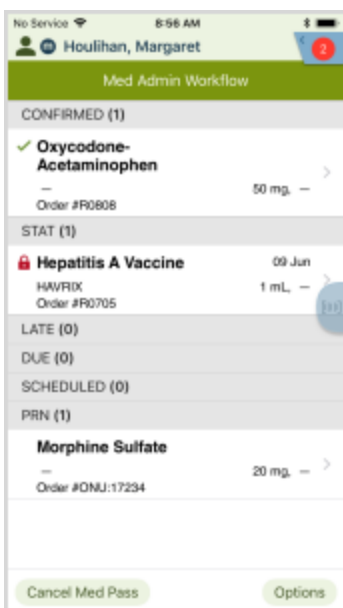 No Service 8:56 AM
Houlihan, Margaret 2
Med Admin Workflow
CONFIRMED (1)
Oxycodone-
Acetaminophen
— 50 mg, —
Order #R0808
STAT (1)
Hepatitis A Vaccine 09 Jun
HAVRIX 1 mL, —
Order #R0705
LATE (0)
DUE (0)
SCHEDULED (0)
PRN (1)
Morphine Sulfate
— 20 mg, —
Order #ONU:17234
Cancel Med Pass Options